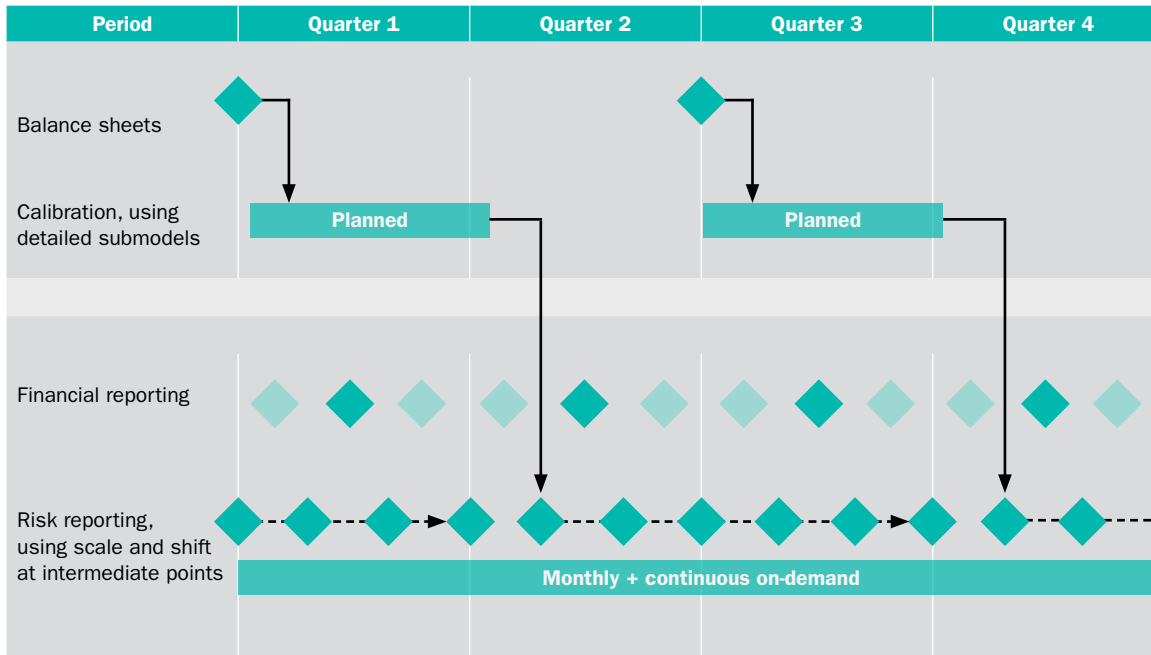 Period Quarter 1 Quarter 2 Quarter 3 Quarter 4
Balance sheets
Calibration, using
detailed submodels
Planned
Planned
Financial reporting
Risk reporting,
using scale and shift
at intermediate points
Monthly + continuous on-demand